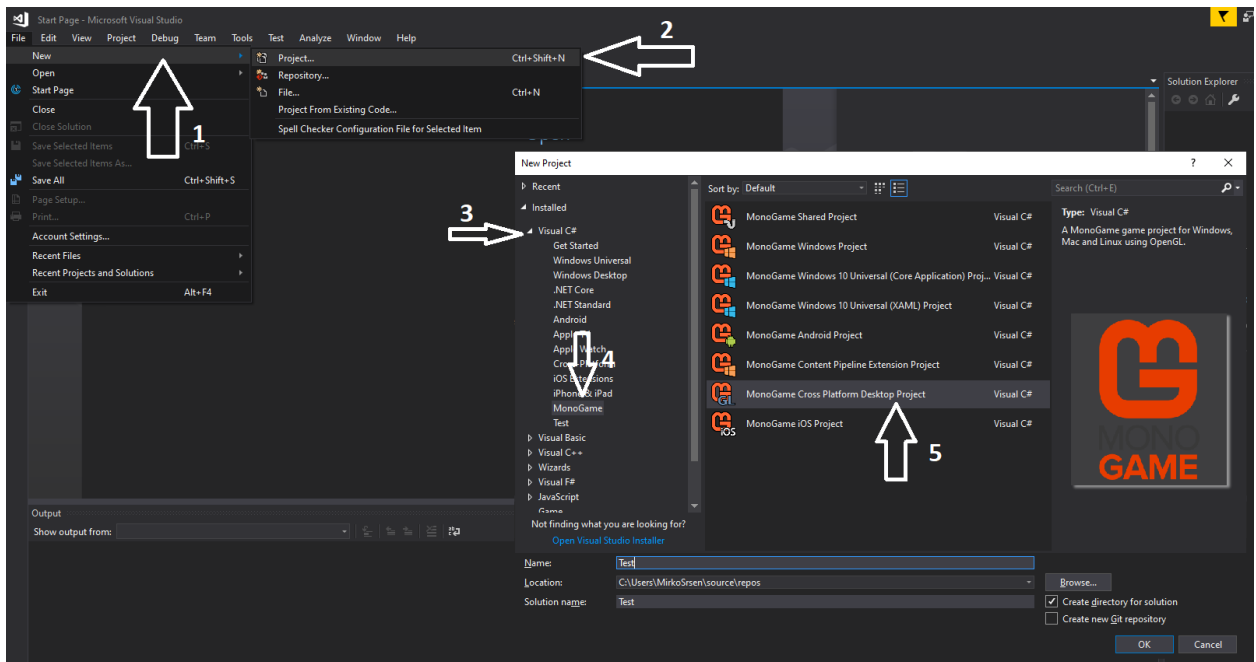 Start Page - Microsoft Visual Studio
File Edit View Project Debug Team Tools Test Analyze Window Help
2
New
Open
Start Page
Close
Close Solution
Save Selected Items Ctrl+S
Save Selected Items As...
Save All Ctrl+Shift+S
Page Setup...
Print... Ctrl+P
Account Settings...
Recent Files
Recent Projects and Solutions
Exit Alt+F4
1
Project... Ctrl+Shift+N
Repository...
File... Ctrl+N
Project From Existing Code...
Spell Checker Configuration File for Selected Item
Solution Explorer
New Project ? ×
Recent
Installed
3
Visual C#
Get Started
Windows Universal
Windows Desktop
.NET Core
.NET Standard
Android
4
iPhone & iPad
MonoGame
Test
Visual Basic
Visual C++
Wizards
Visual F#
JavaScript
Game
Not finding what you are looking for?
Open Visual Studio Installer
Sort by: Default
Search (Ctrl+E)
MonoGame Shared Project Visual C#
MonoGame Windows Project Visual C#
MonoGame Windows 10 Universal (Core Application) Proj... Visual C#
MonoGame Windows 10 Universal (XAML) Project Visual C#
MonoGame Android Project Visual C#
MonoGame Content Pipeline Extension Project Visual C#
MonoGame Cross Platform Desktop Project Visual C#
MonoGame iOS Project Visual C#
GL
iOS
5
Type: Visual C#
A MonoGame game project for Windows,
Mac and Linux using OpenGL.
MONO
GAME
Output
Show output from:
Name: Test
Location: C:\Users\MirkoSrsen\source\repos
Browse...
Solution name: Test
Create directory for solution
Create new Git repository
OK Cancel